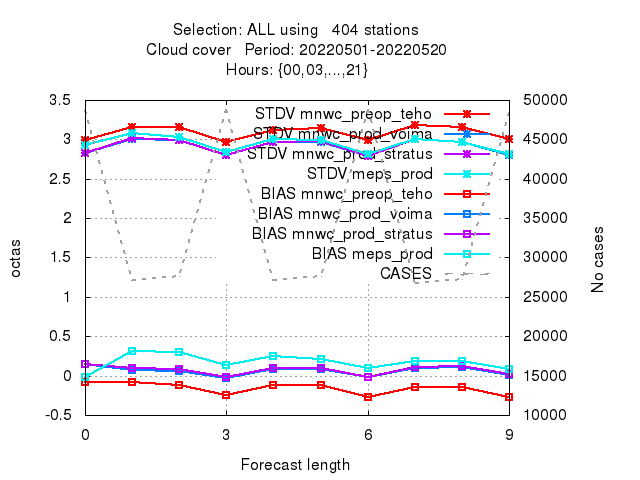 Selection: ALL using 404 stations
Cloud cover Period: 20220501-20220520
Hours: {00,03,...,21}
3.5
3
2.5
2
1.5
1
0.5
0
-0.5
octas
STDV mnwc_preop_teho
STDV mnwc_prod_voima
STDV mnwc_prod_stratus
STDV meps_prod
BIAS mnwc_preop_teho
BIAS mnwc_prod_voima
BIAS mnwc_prod_stratus
BIAS meps_prod
CASES
50000
45000
40000
35000
30000
25000
20000
15000
10000
No cases
0 3 6 9
Forecast length